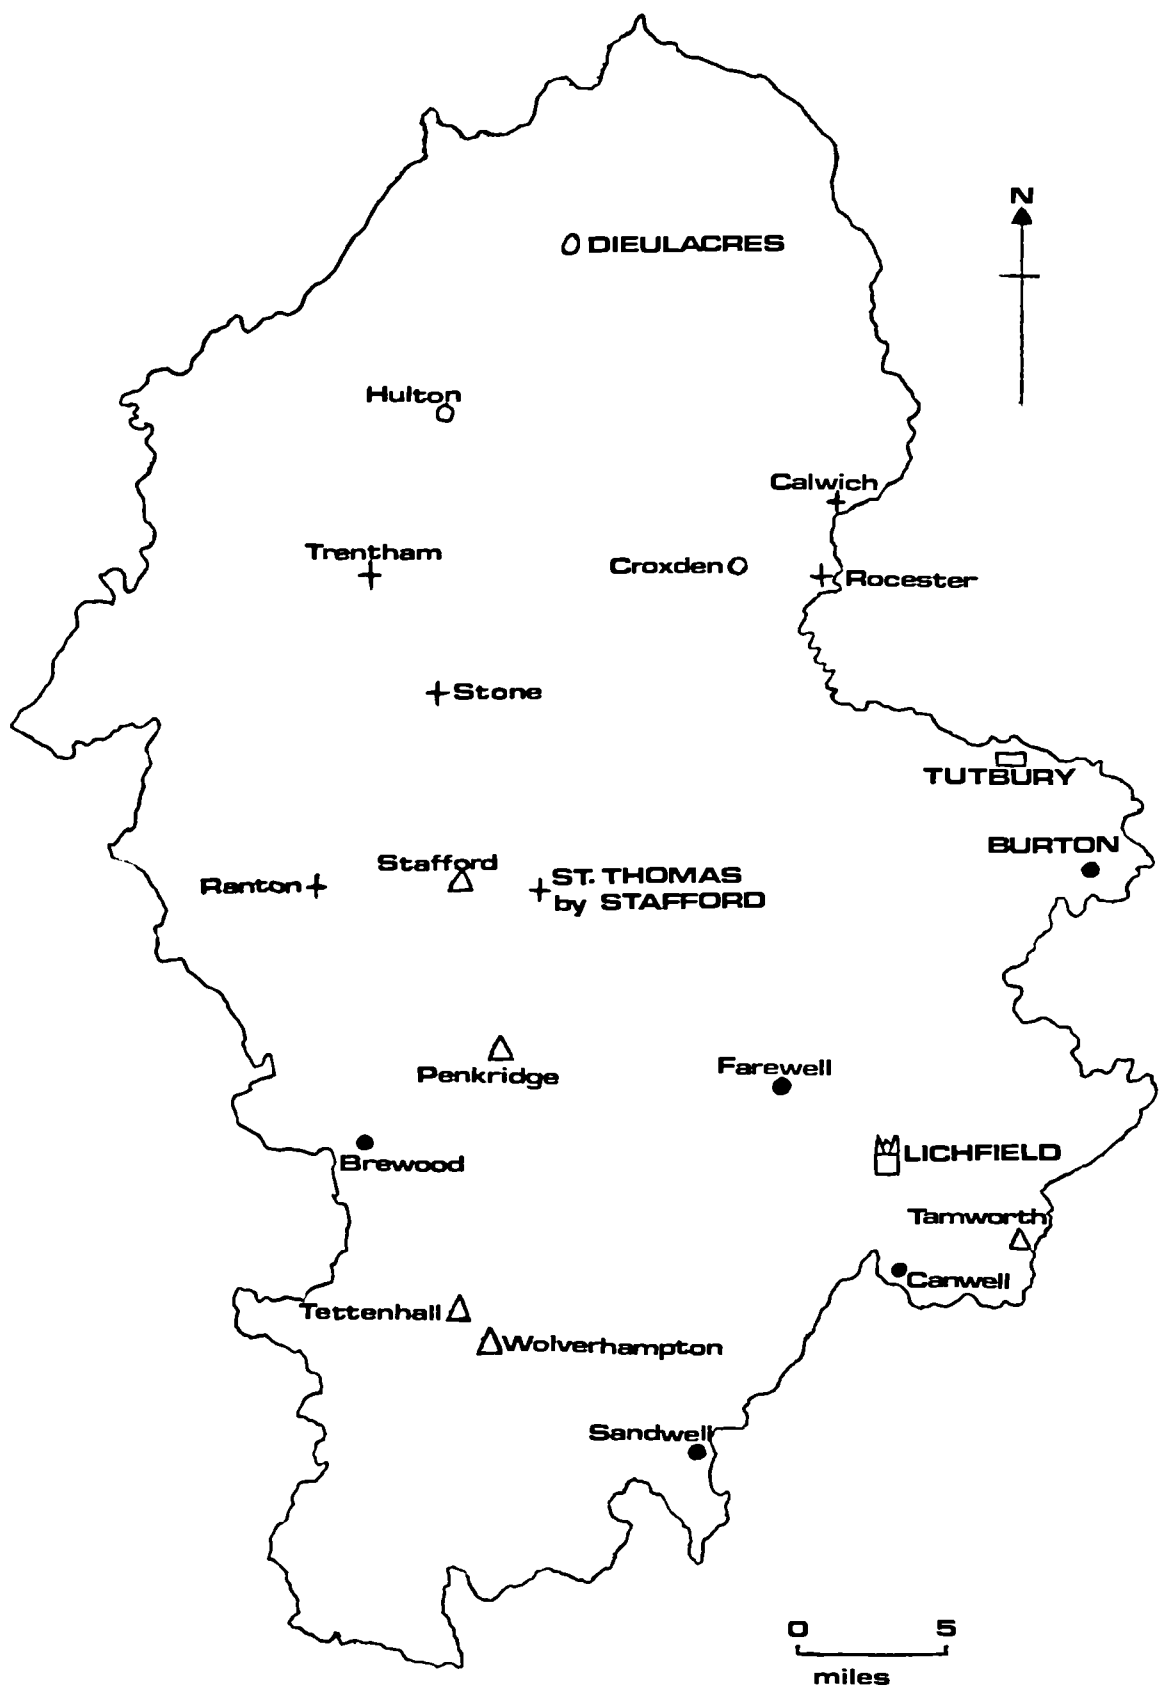 N
DIEULACRES
Hulton
Calwich
Trentham
Croxden
Rocester
Stone
TUTBURY
BURTON
Stafford
Ranton
ST. THOMAS
by STAFFORD
Penkridge
Farewell
Brewood
LICHFIELD
Tamworth
Canwell
Tettenhall
Wolverhampton
Sandwell
0 5
miles